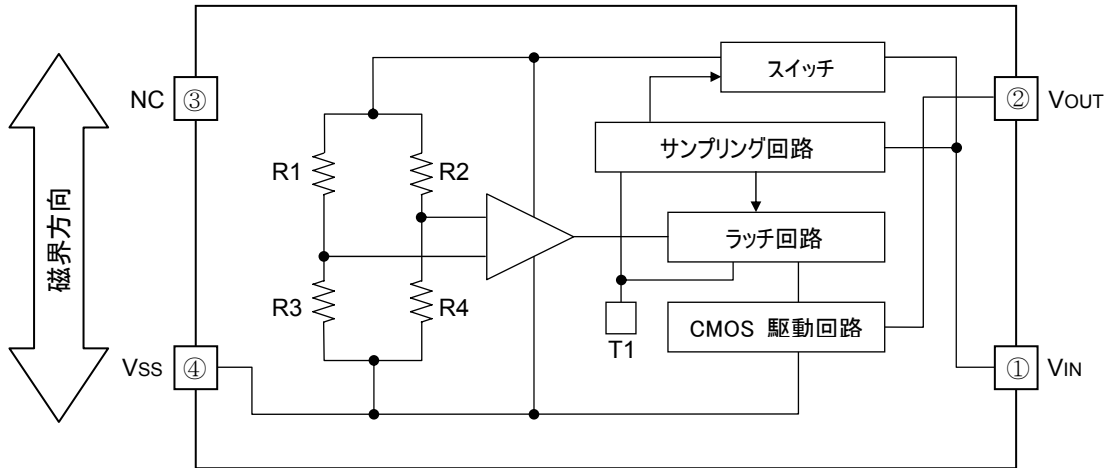 スイッチ
NC ③
② VOUT
サンプリング回路
R1
R2
磁界方向
ラッチ回路
R3
R4
CMOS 駆動回路
T1
VSS ④
① VIN